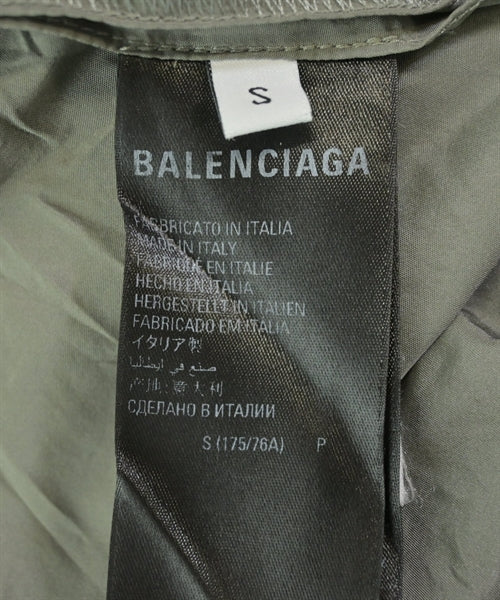 S
BALENCIAGA
FABBRICATO IN ITALIA
MADE IN ITALY
FABRIQUÉ EN ITALIE
HECHO EN ITALIA
HERGESTELLT IN ITALIEN
FABRICADO EM ITÁLIA
イタリア製
صنع في ايطاليا
产地:意大利
СДЕЛАНО В ИТАЛИИ
S (175/76A) P